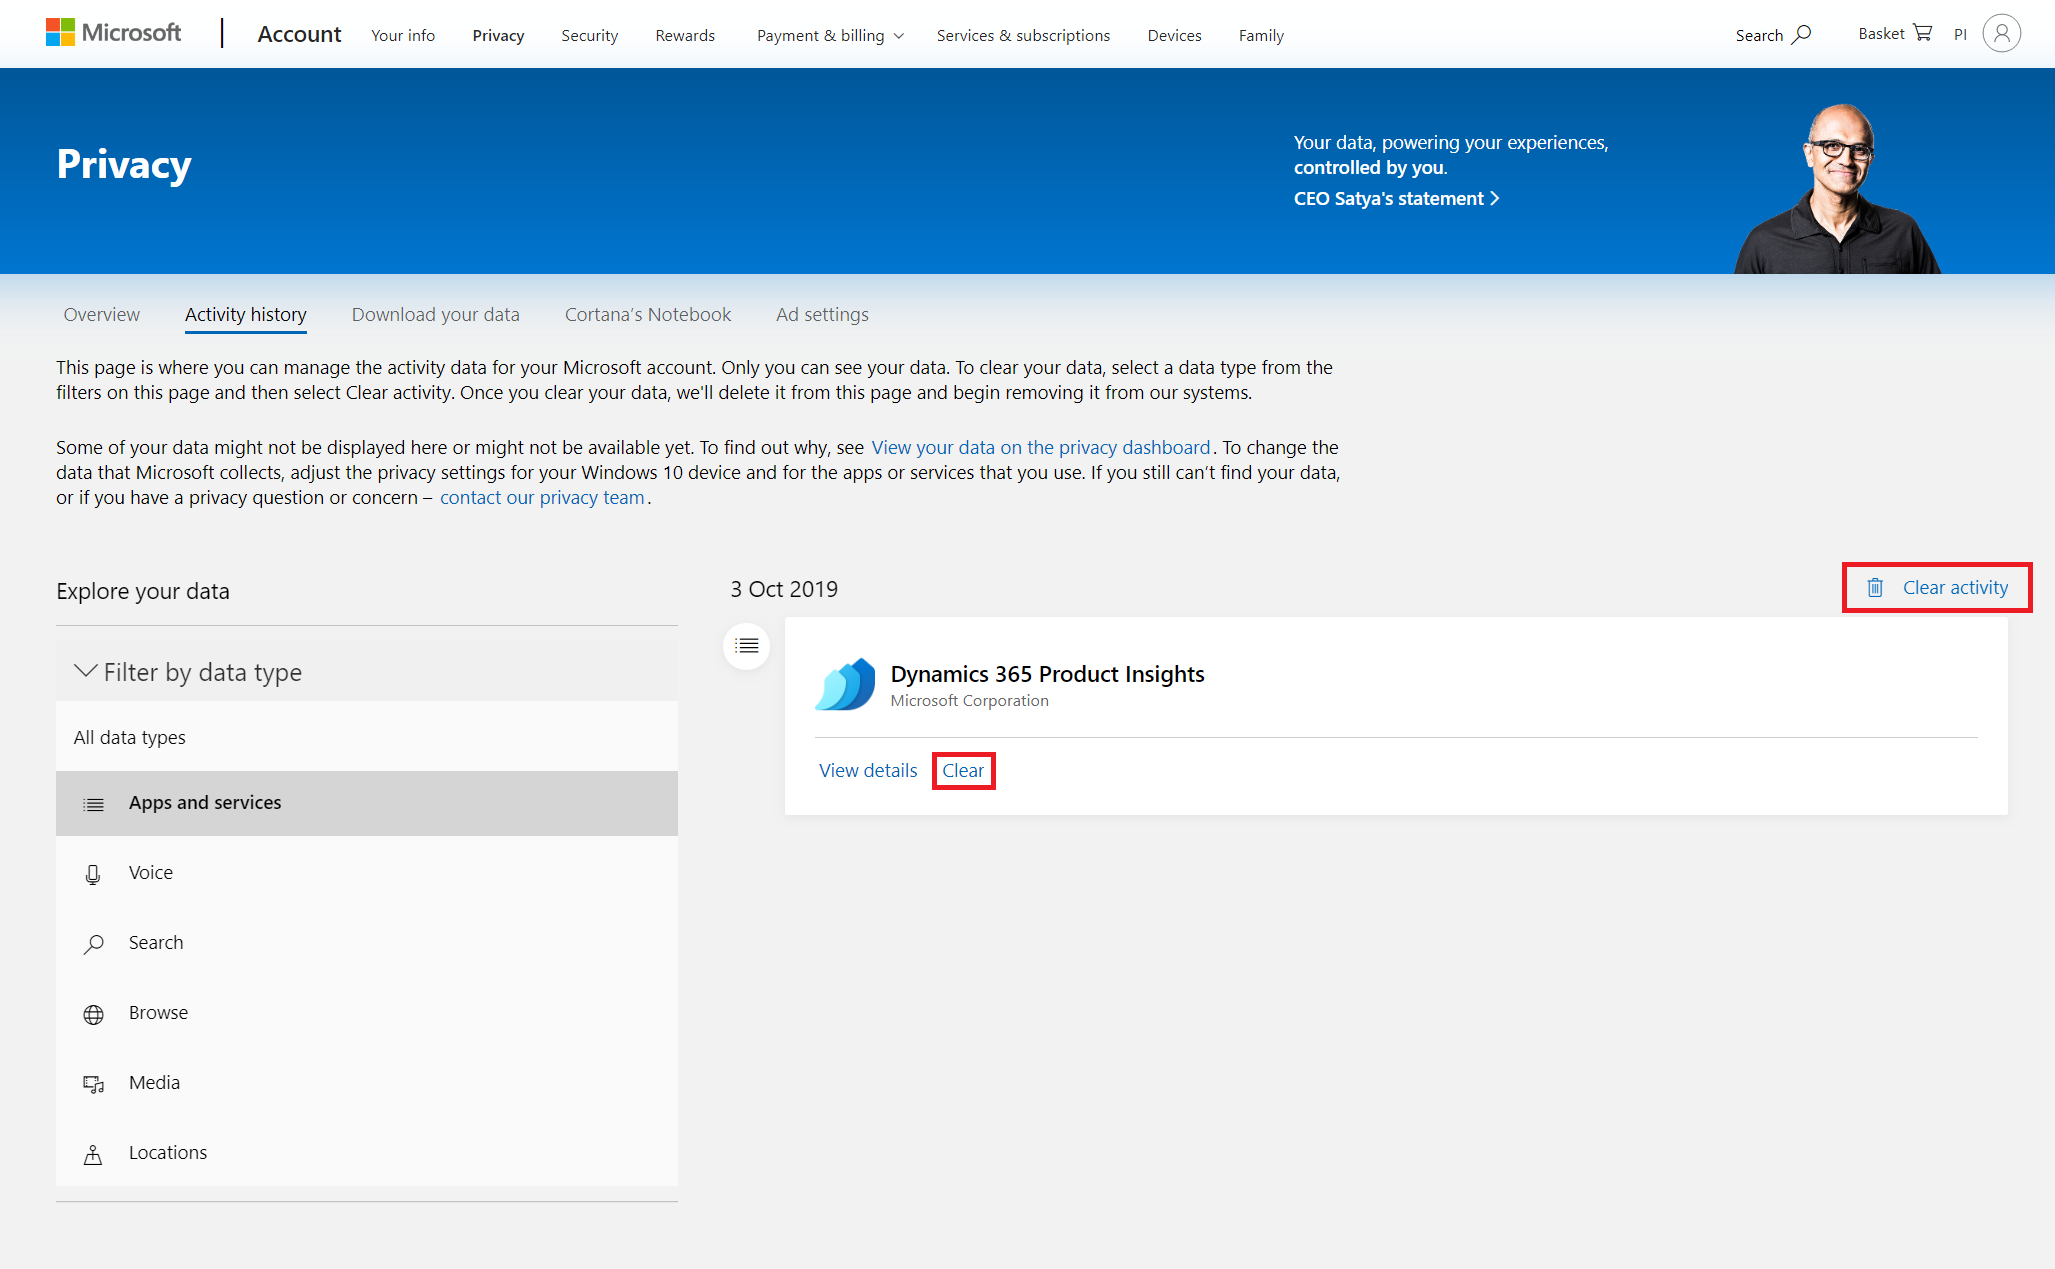 Microsoft Account Your info Privacy Security Rewards Payment & billing Services & subscriptions Devices Family Search Basket PI
Privacy
Your data, powering your experiences,
controlled by you.
CEO Satya's statement
Overview Activity history Download your data Cortana's Notebook Ad settings
This page is where you can manage the activity data for your Microsoft account. Only you can see your data. To clear your data, select a data type from the
filters on this page and then select Clear activity. Once you clear your data, we'll delete it from this page and begin removing it from our systems.
Some of your data might not be displayed here or might not be available yet. To find out why, see View your data on the privacy dashboard. To change the
data that Microsoft collects, adjust the privacy settings for your Windows 10 device and for the apps or services that you use. If you still can't find your data,
or if you have a privacy question or concern – contact our privacy team.
Explore your data
Filter by data type
All data types
Apps and services
Voice
Search
Browse
Media
Locations
3 Oct 2019
Clear activity
Dynamics 365 Product Insights
Microsoft Corporation
View details Clear